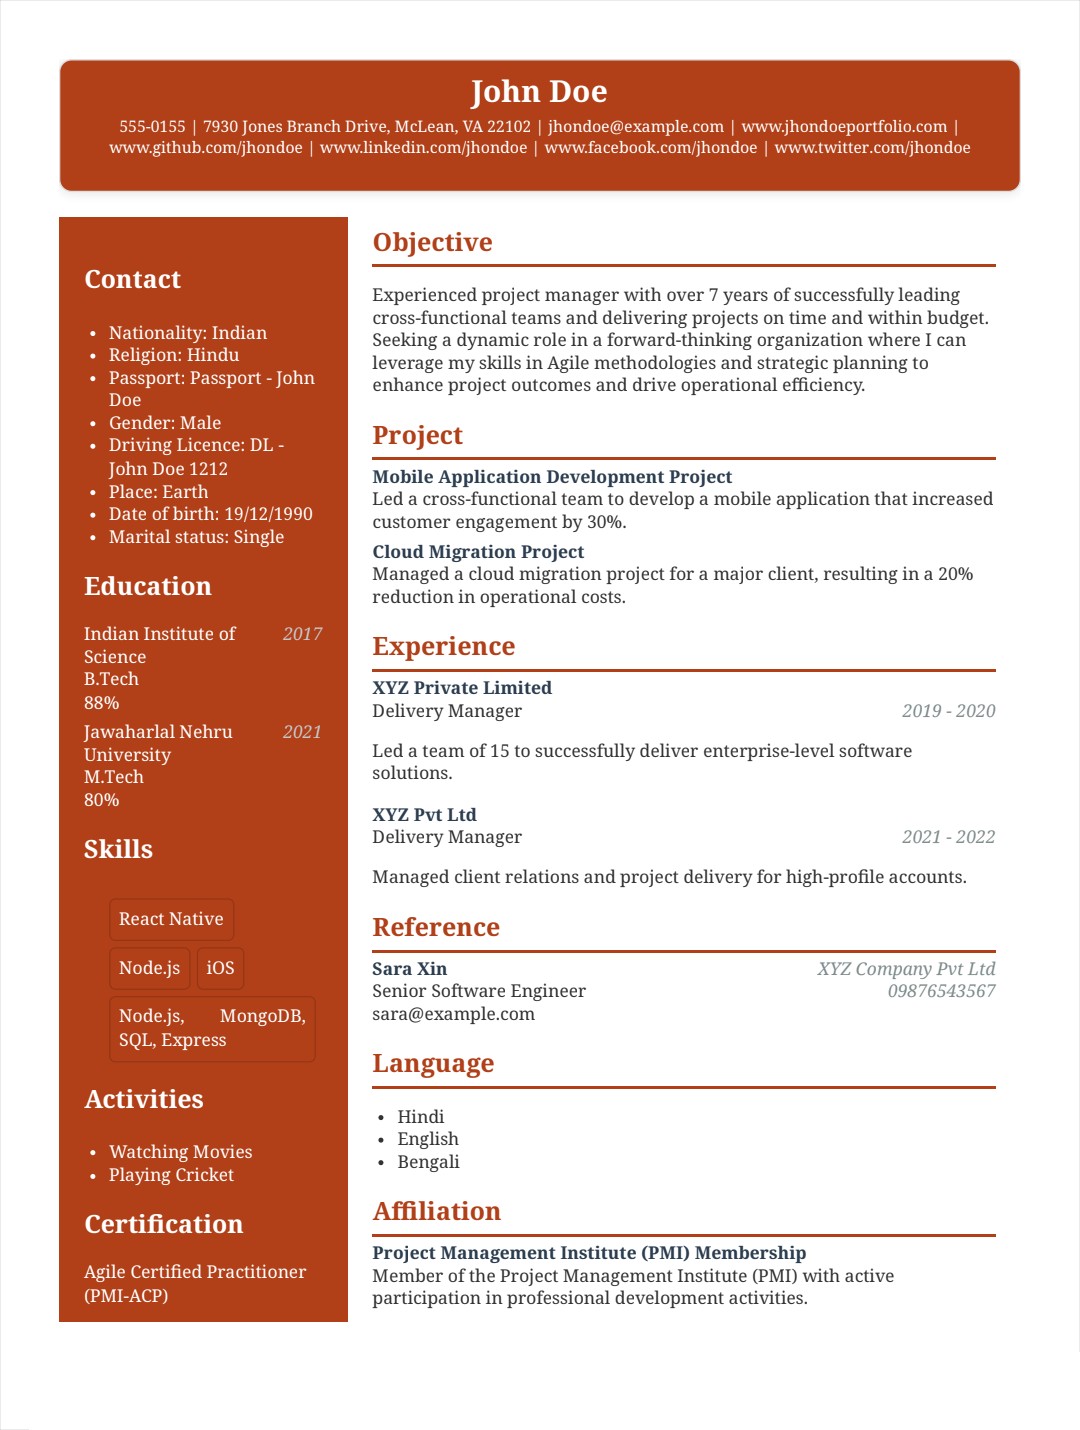 John Doe
555-0155 | 7930 Jones Branch Drive, McLean, VA 22102 | jhondoe@example.com | www.jhondoeportfolio.com |
www.github.com/jhondoe | www.linkedin.com/jhondoe | www.facebook.com/jhondoe | www.twitter.com/jhondoe
Contact
• Nationality: Indian
• Religion: Hindu
• Passport: Passport - John
Doe
• Gender: Male
• Driving Licence: DL -
John Doe 1212
• Place: Earth
• Date of birth: 19/12/1990
• Marital status: Single
Education
Indian Institute of 2017
Science
B.Tech
88%
Jawaharlal Nehru 2021
University
M.Tech
80%
Skills
React Native
Node.js iOS
Node.js, MongoDB,
SQL, Express
Activities
• Watching Movies
• Playing Cricket
Certification
Agile Certified Practitioner
(PMI-ACP)
Objective
Experienced project manager with over 7 years of successfully leading
cross-functional teams and delivering projects on time and within budget.
Seeking a dynamic role in a forward-thinking organization where I can
leverage my skills in Agile methodologies and strategic planning to
enhance project outcomes and drive operational efficiency.
Project
Mobile Application Development Project
Led a cross-functional team to develop a mobile application that increased
customer engagement by 30%.
Cloud Migration Project
Managed a cloud migration project for a major client, resulting in a 20%
reduction in operational costs.
Experience
XYZ Private Limited
Delivery Manager 2019 - 2020
Led a team of 15 to successfully deliver enterprise-level software
solutions.
XYZ Pvt Ltd
Delivery Manager 2021 - 2022
Managed client relations and project delivery for high-profile accounts.
Reference
Sara Xin XYZ Company Pvt Ltd
Senior Software Engineer 09876543567
sara@example.com
Language
• Hindi
• English
• Bengali
Affiliation
Project Management Institute (PMI) Membership
Member of the Project Management Institute (PMI) with active
participation in professional development activities.